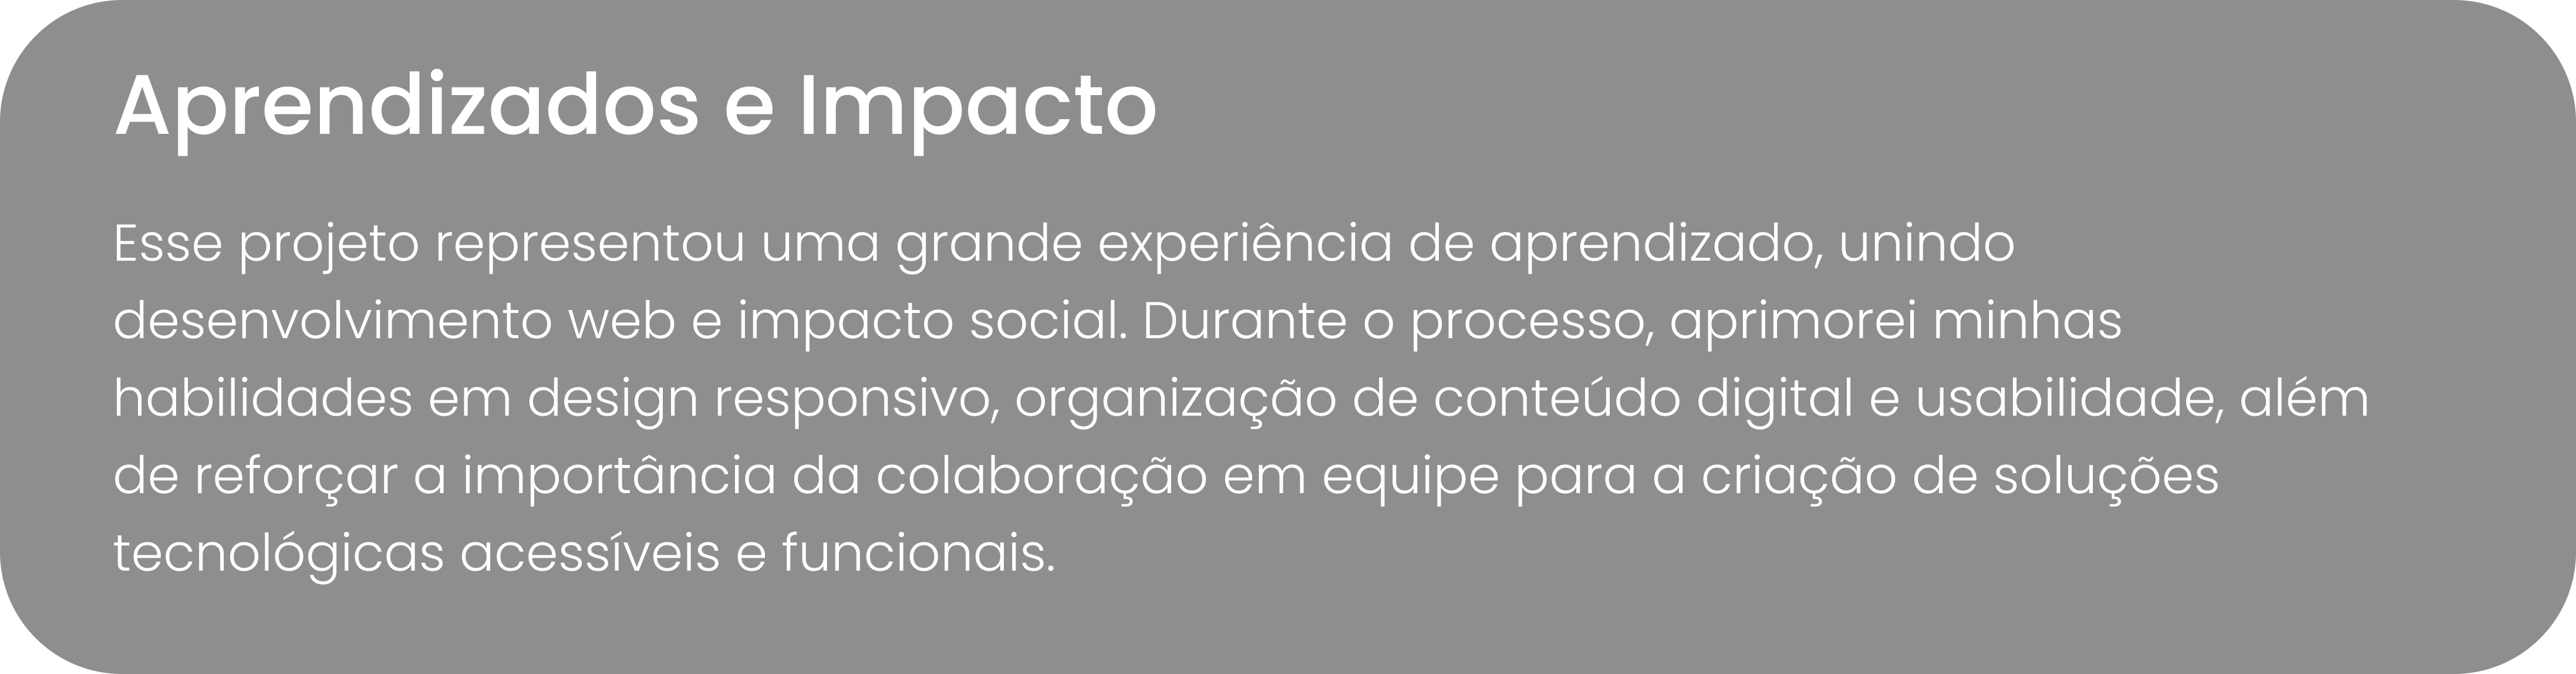 Aprendizados e Impacto
Esse projeto representou uma grande experiência de aprendizado, unindo
desenvolvimento web e impacto social. Durante o processo, aprimorei minhas
habilidades em design responsivo, organização de conteúdo digital e usabilidade, além
de reforçar a importância da colaboração em equipe para a criação de soluções
tecnológicas acessíveis e funcionais.